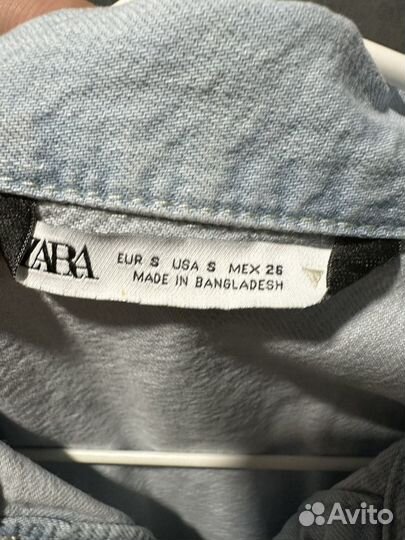 ZARA
EUR S USA S MEX 26
MADE IN BANGLADESH
Avito